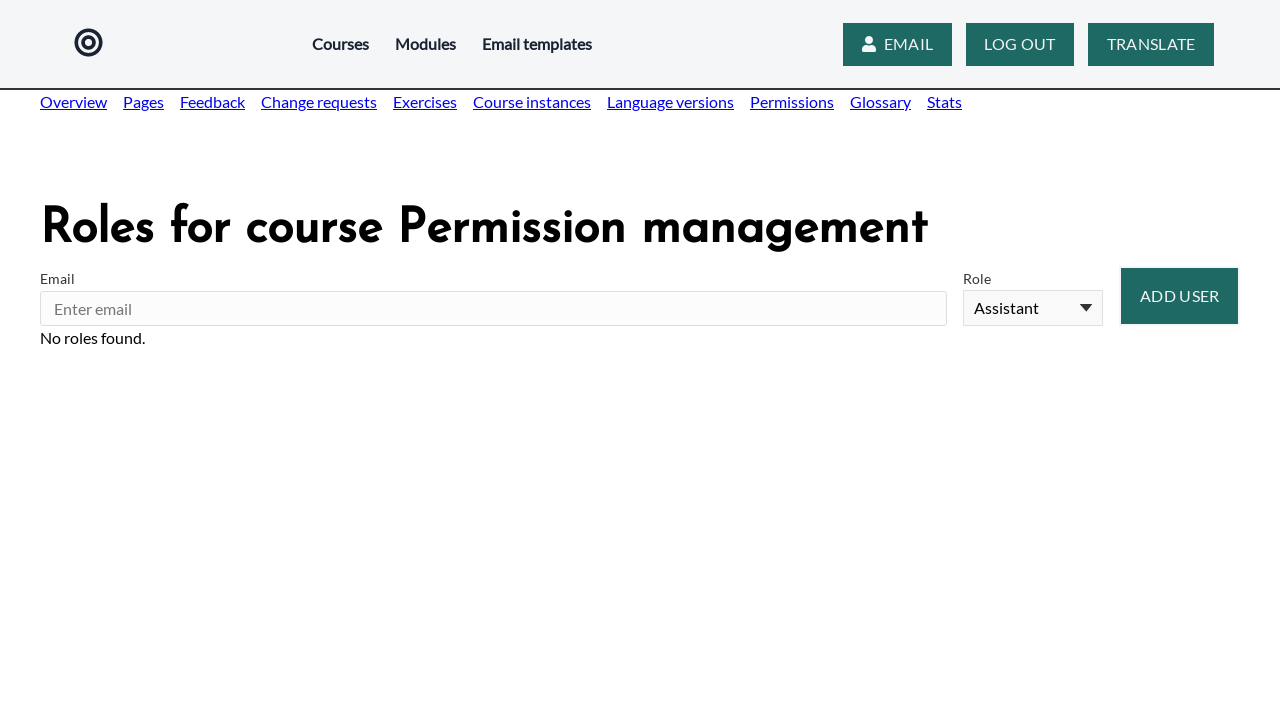 Courses Modules Email templates EMAIL LOG OUT TRANSLATE
Overview Pages Feedback Change requests Exercises Course instances Language versions Permissions Glossary Stats
Roles for course Permission management
Email Role
Enter email Assistant ADD USER
No roles found.